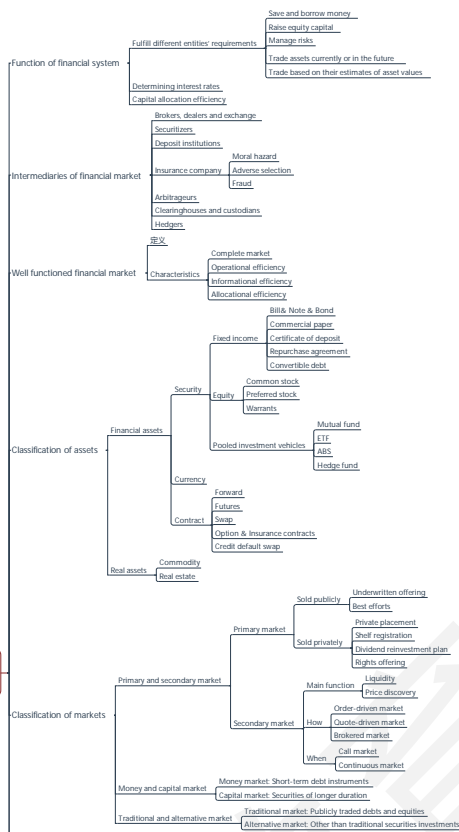 Function of financial system
Fulfill different entities' requirements
Save and borrow money
Raise equity capital
Manage risks
Trade assets currently or in the future
Trade based on their estimates of asset values
Determining interest rates
Capital allocation efficiency
Intermediaries of financial market
Brokers, dealers and exchange
Securitizers
Deposit institutions
Insurance company
Moral hazard
Adverse selection
Fraud
Arbitrageurs
Clearinghouses and custodians
Hedgers
Well functioned financial market
定义
Characteristics
Complete market
Operational efficiency
Informational efficiency
Allocational efficiency
Classification of assets
Financial assets
Security
Fixed income
Bill& Note & Bond
Commercial paper
Certificate of deposit
Repurchase agreement
Convertible debt
Equity
Common stock
Preferred stock
Warrants
Pooled investment vehicles
Mutual fund
ETF
ABS
Hedge fund
Currency
Contract
Forward
Futures
Swap
Option & Insurance contracts
Credit default swap
Real assets
Commodity
Real estate
Classification of markets
Primary and secondary market
Primary market
Sold publicly
Underwritten offering
Best efforts
Sold privately
Private placement
Shelf registration
Dividend reinvestment plan
Rights offering
Secondary market
Main function
Liquidity
Price discovery
How
Order-driven market
Quote-driven market
Brokered market
When
Call market
Continuous market
Money and capital market
Money market: Short-term debt instruments
Capital market: Securities of longer duration
Traditional and alternative market
Traditional market: Publicly traded debts and equities
Alternative market: Other than traditional securities investments